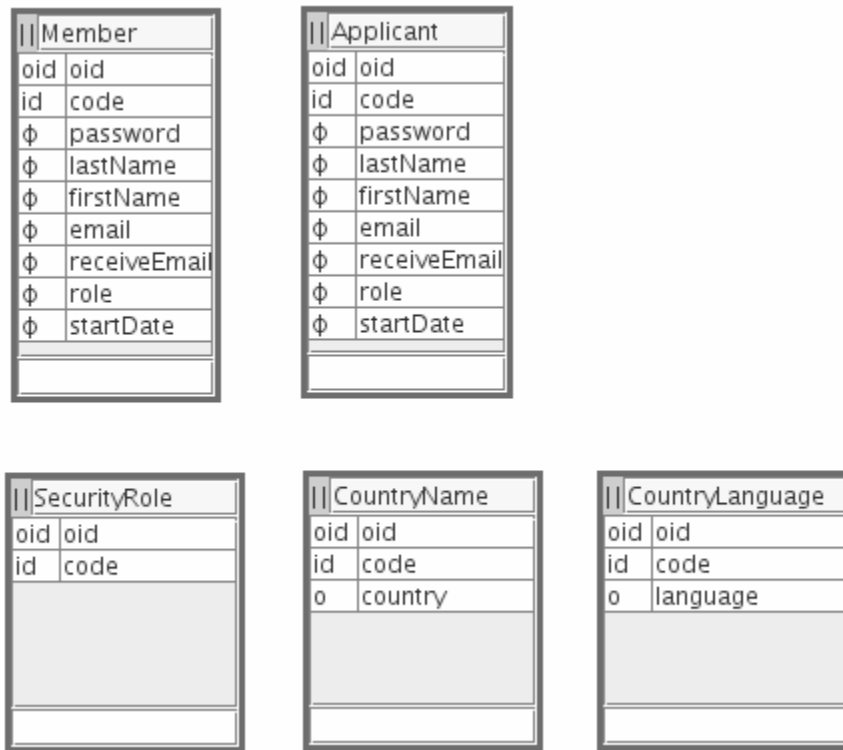 || Member
oid oid
id code
ф password
ф lastName
ф firstName
ф email
ф receiveEmail
ф role
ф startDate
|| Applicant
oid oid
id code
ф password
ф lastName
ф firstName
ф email
ф receiveEmail
ф role
ф startDate
|| SecurityRole
oid oid
id code
|| CountryName
oid oid
id code
o country
|| CountryLanguage
oid oid
id code
o language